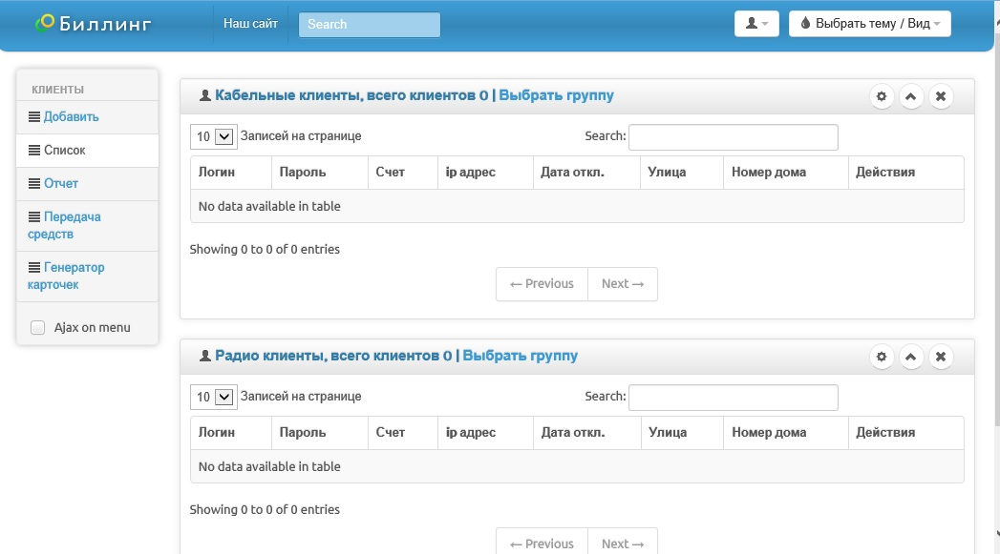 Биллинг
Наш сайт
Search
Выбрать тему / Вид
КЛИЕНТЫ
Добавить
Список
Отчет
Передача
средств
Генератор
карточек
Ajax on menu
Кабельные клиенты, всего клиентов 0 | Выбрать группу
10 Записей на странице Search:
Логин Пароль Счет ip адрес Дата откл. Улица Номер дома Действия
No data available in table
Showing 0 to 0 of 0 entries
← Previous Next →
Радио клиенты, всего клиентов 0 | Выбрать группу
10 Записей на странице Search:
Логин Пароль Счет ip адрес Дата откл. Улица Номер дома Действия
No data available in table
Showing 0 to 0 of 0 entries
← Previous Next →